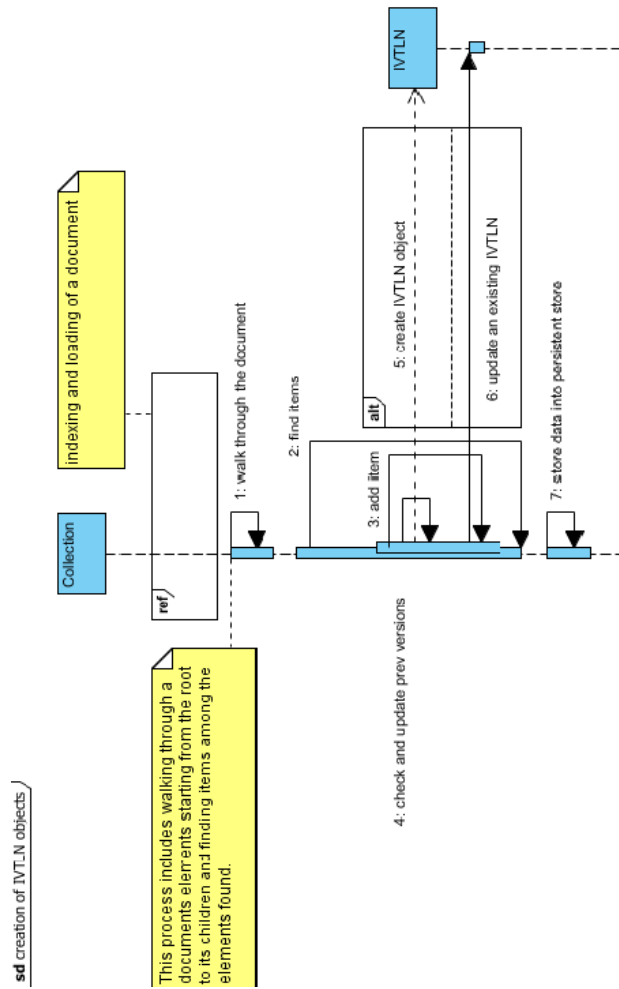 sd creation of IVTLN objects
Collection
IVTLN
indexing and loading of a document
ref
This process includes walking through a
documents elements starting from the root
to its children and finding items among the
elements found.
1: walk through the document
2: find items
3: add iitem
4: check and update prev versions
alt
5: create IVTLN object
6: update an existing IVTLN
7: store data into persistent store